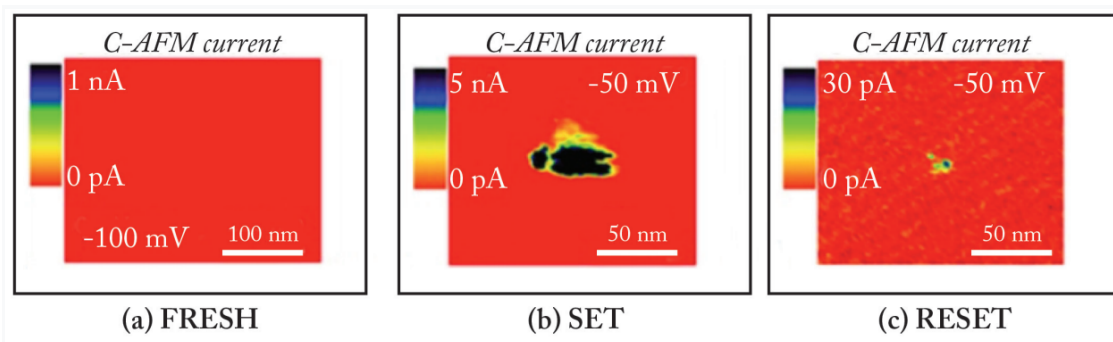 C-AFM current
1 nA
0 pA
-100 mV
100 nm
(a) FRESH
C-AFM current
5 nA
-50 mV
0 pA
50 nm
(b) SET
C-AFM current
30 pA
-50 mV
0 pA
50 nm
(c) RESET